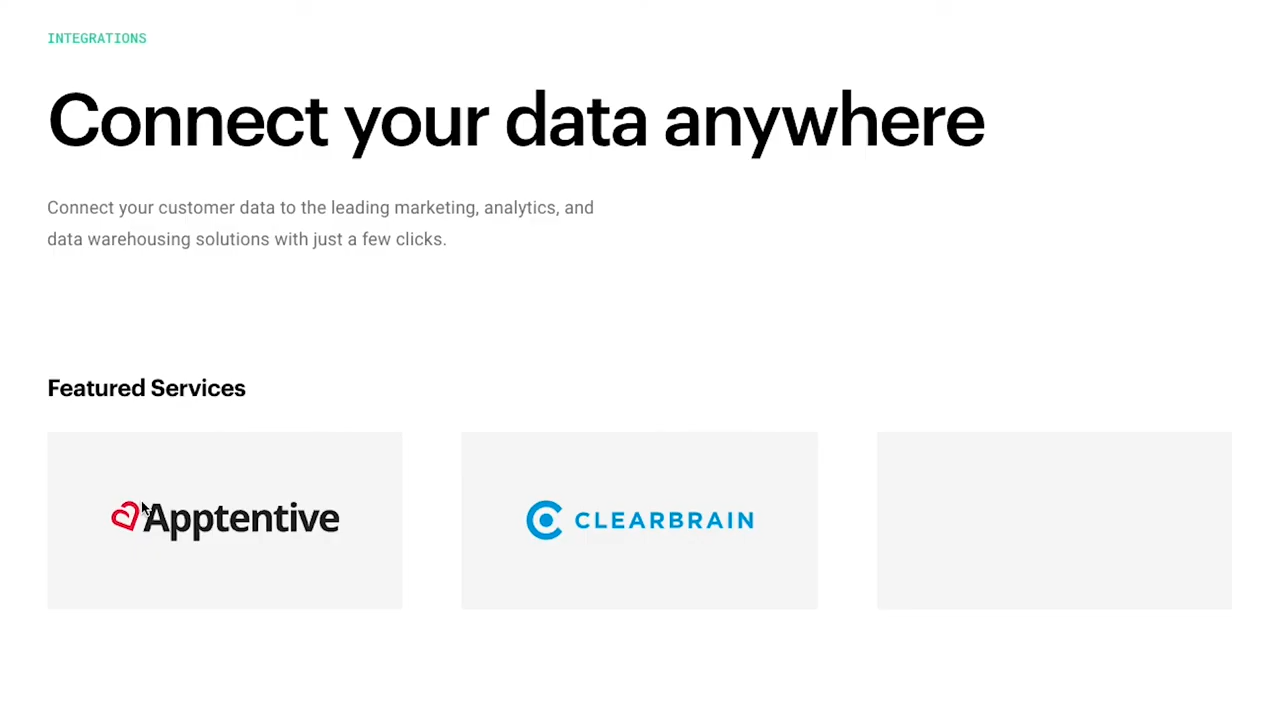 INTEGRATIONS
Connect your data anywhere
Connect your customer data to the leading marketing, analytics, and
data warehousing solutions with just a few clicks.
Featured Services
Apptentive
CLEARBRAIN